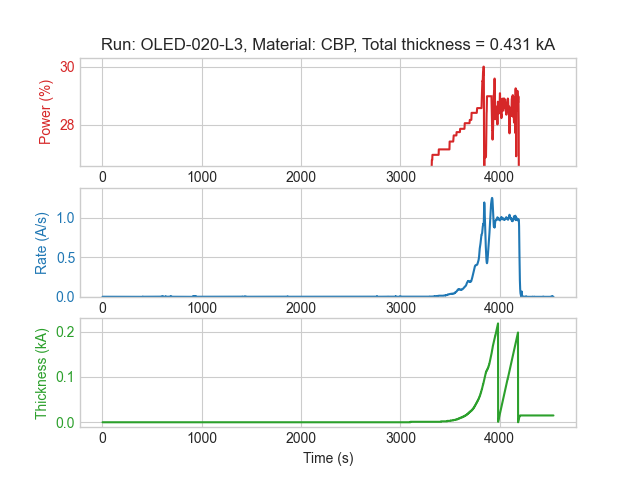 Run: OLED-020-L3, Material: CBP, Total thickness = 0.431 kA
30
28
Power (%)
0 1000 2000 3000 4000
1.0
0.5
0.0
Rate (A/s)
0 1000 2000 3000 4000
0.2
0.1
0.0
Thickness (kA)
0 1000 2000 3000 4000
Time (s)